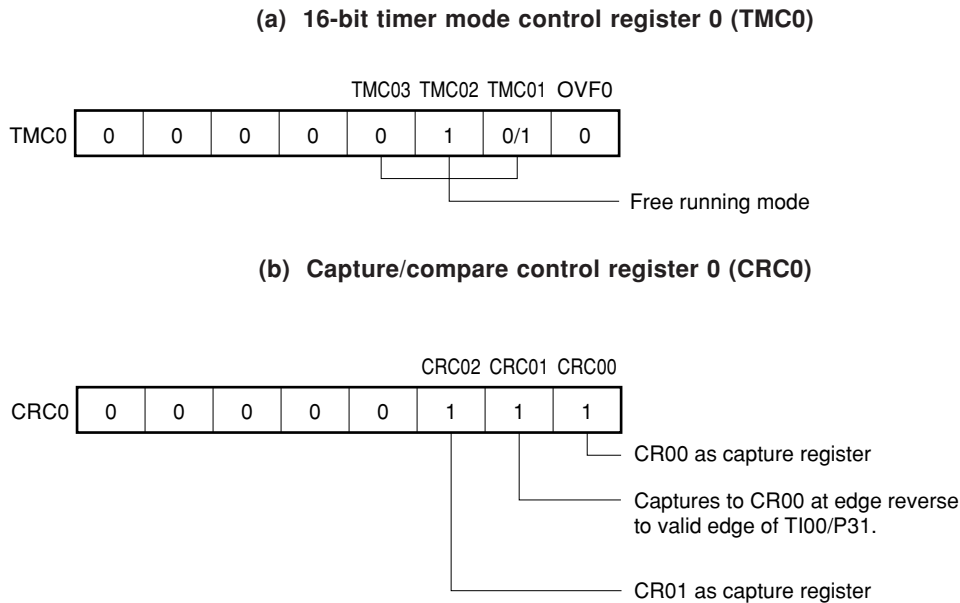 (a) 16-bit timer mode control register 0 (TMC0)
TMC03 TMC02 TMC01 OVF0
TMC0 0 0 0 0 0 1 0/1 0
Free running mode
(b) Capture/compare control register 0 (CRC0)
CRC02 CRC01 CRC00
CRC0 0 0 0 0 0 1 1 1
CR00 as capture register
Captures to CR00 at edge reverse
to valid edge of TI00/P31.
CR01 as capture register